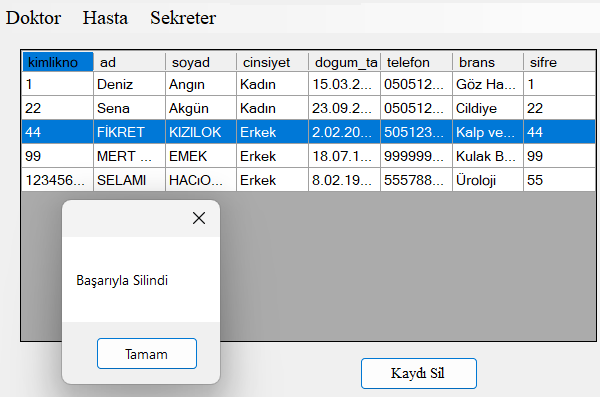 Doktor Hasta Sekreter
kimlikno ad soyad cinsiyet dogum_ta telefon brans sifre
1 Deniz Angın Kadın 15.03.2... 050512... Göz Ha... 1
22 Sena Akgün Kadın 23.09.2... 050512... Cildiye 22
44 FİKRET KIZILOK Erkek 2.02.20... 505123... Kalp ve... 44
99 MERT ... EMEK Erkek 18.07.1... 999999... Kulak B... 99
123456... SELAMI HACıO... Erkek 8.02.19... 555788... Üroloji 55
Başarıyla Silindi
Tamam
Kaydı Sil